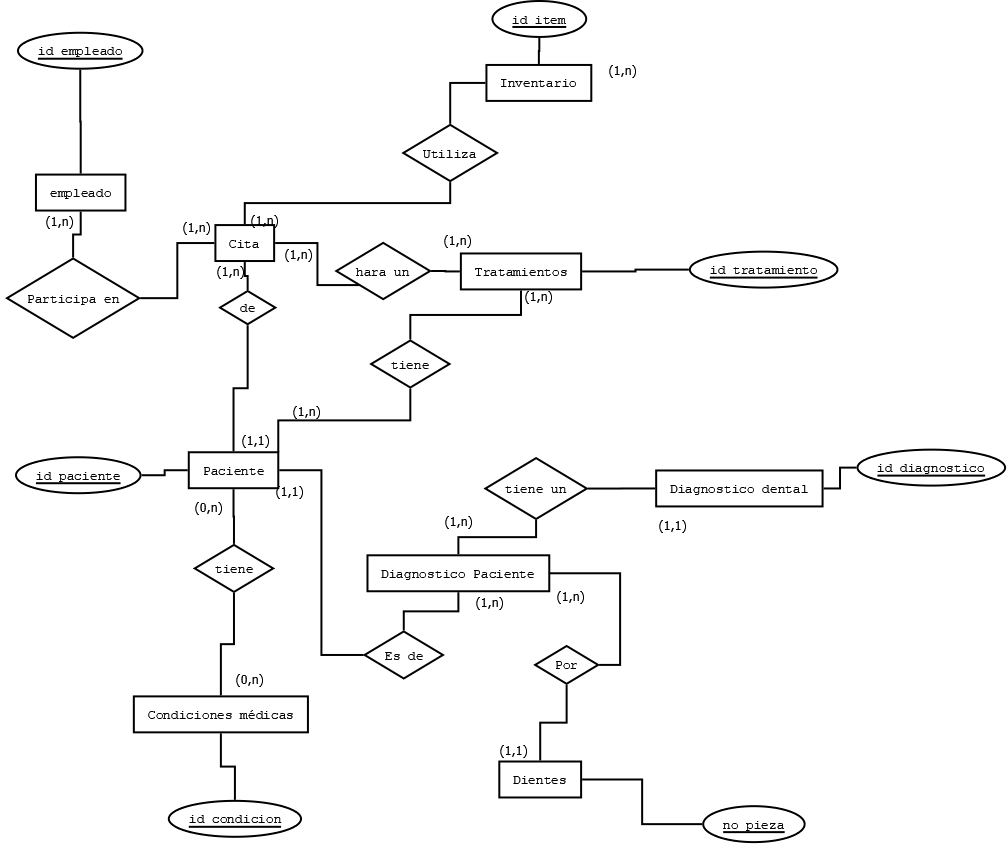 id item
id empleado
Inventario
(1,n)
Utiliza
empleado
(1,n)
(1,n)
(1,n)
Cita
(1,n)
(1,n)
(1,n)
hara un
Tratamientos
id tratamiento
(1,n)
Participa en
de
tiene
(1,n)
(1,1)
id paciente
Paciente
(1,1)
(0,n)
tiene un
Diagnostico dental
id diagnostico
(1,n)
(1,1)
tiene
Diagnostico Paciente
(1,n)
(1,n)
Es de
Por
(0,n)
Condiciones médicas
(1,1)
Dientes
id condicion
no pieza